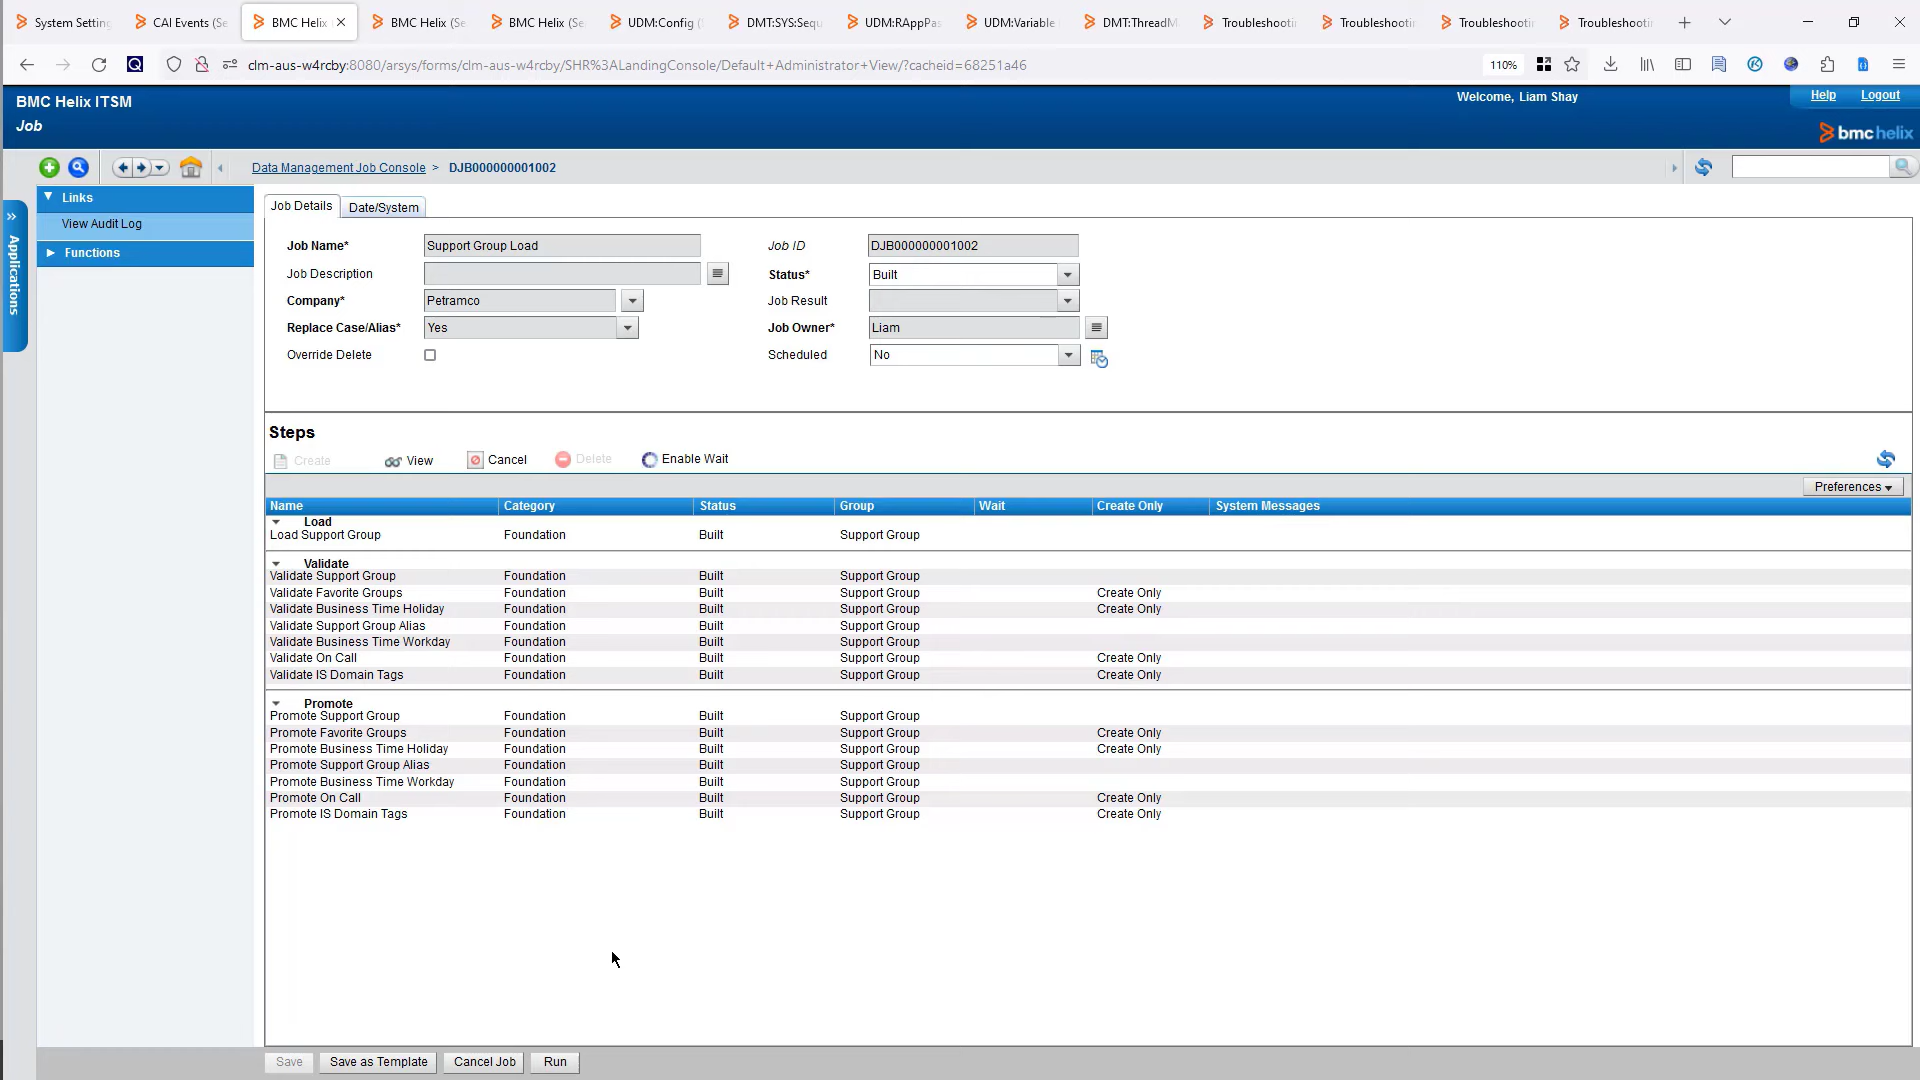 System Setting
CAI Events (Se
BMC Helix
BMC Helix (Se
BMC Helix (Se
UDM:Config (
DMT:SYS:Sequ
UDM:RAppPas
UDM:Variable
DMT:ThreadM
Troubleshootin
Troubleshootin
Troubleshootin
Troubleshootin
clm-aus-w4rcby:8080/arsys/forms/clm-aus-w4rcby/SHR%3ALandingConsole/Default+Administrator+View/?cacheid=68251a46
110%
BMC Helix ITSM
Job
Welcome, Liam Shay
Help
Logout
bmchelix
Data Management Job Console > DJB000000001002
Applications
Links
View Audit Log
Functions
Job Details
Date/System
Job Name* Support Group Load
Job ID DJB000000001002
Job Description
Status* Built
Company* Petramco
Job Result
Replace Case/Alias* Yes
Job Owner* Liam
Override Delete
Scheduled No
Steps
Create View Cancel Delete Enable Wait
Preferences
Name Category Status Group Wait Create Only System Messages
Load
Load Support Group Foundation Built Support Group
Validate
Validate Support Group Foundation Built Support Group
Validate Favorite Groups Foundation Built Support Group Create Only
Validate Business Time Holiday Foundation Built Support Group Create Only
Validate Support Group Alias Foundation Built Support Group
Validate Business Time Workday Foundation Built Support Group
Validate On Call Foundation Built Support Group Create Only
Validate IS Domain Tags Foundation Built Support Group Create Only
Promote
Promote Support Group Foundation Built Support Group
Promote Favorite Groups Foundation Built Support Group Create Only
Promote Business Time Holiday Foundation Built Support Group Create Only
Promote Support Group Alias Foundation Built Support Group
Promote Business Time Workday Foundation Built Support Group
Promote On Call Foundation Built Support Group Create Only
Promote IS Domain Tags Foundation Built Support Group Create Only
Save
Save as Template
Cancel Job
Run